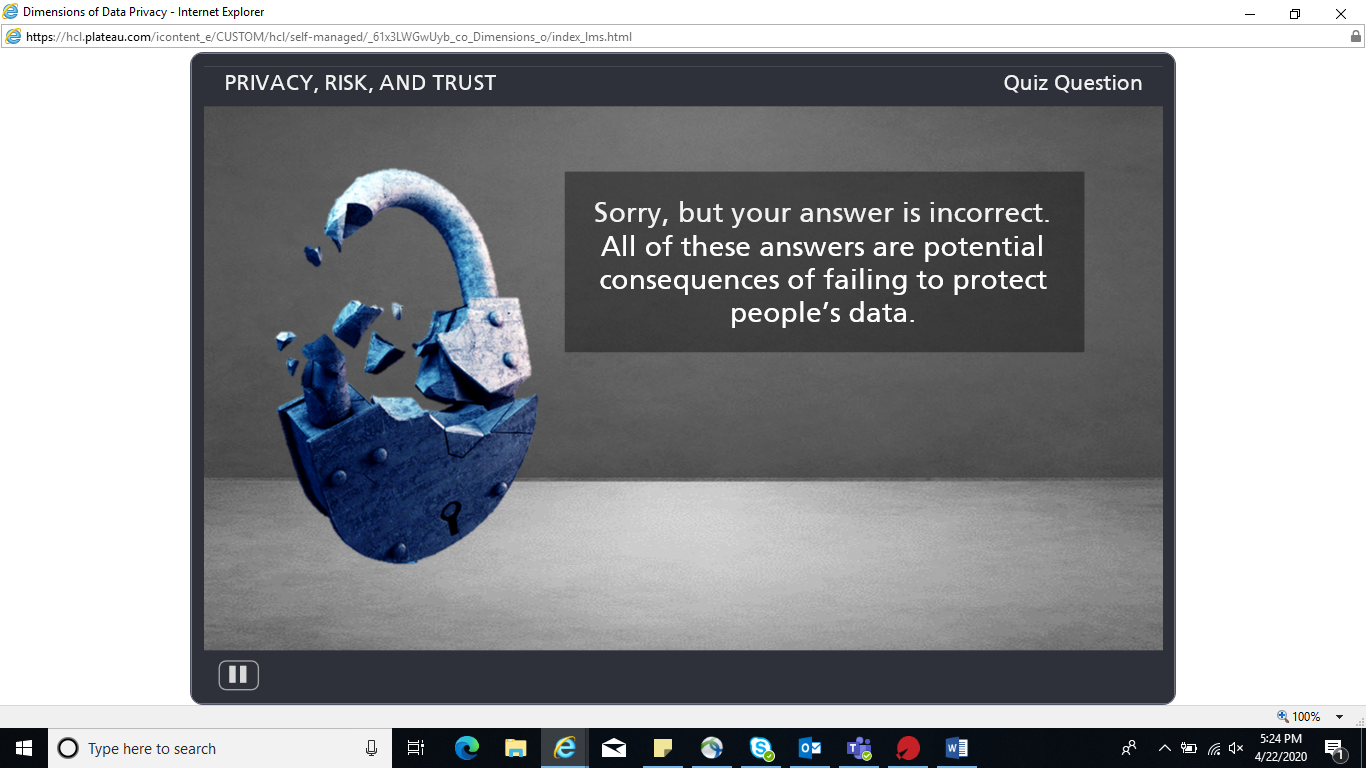 Dimensions of Data Privacy - Internet Explorer
https://hcl.plateau.com/icontent_e/CUSTOM/hcl/self-managed/_61x3LWGwUyb_co_Dimensions_o/index_lms.html
PRIVACY, RISK, AND TRUST
Quiz Question
Sorry, but your answer is incorrect.
All of these answers are potential
consequences of failing to protect
people's data.
100%
Type here to search
5:24 PM
4/22/2020
1